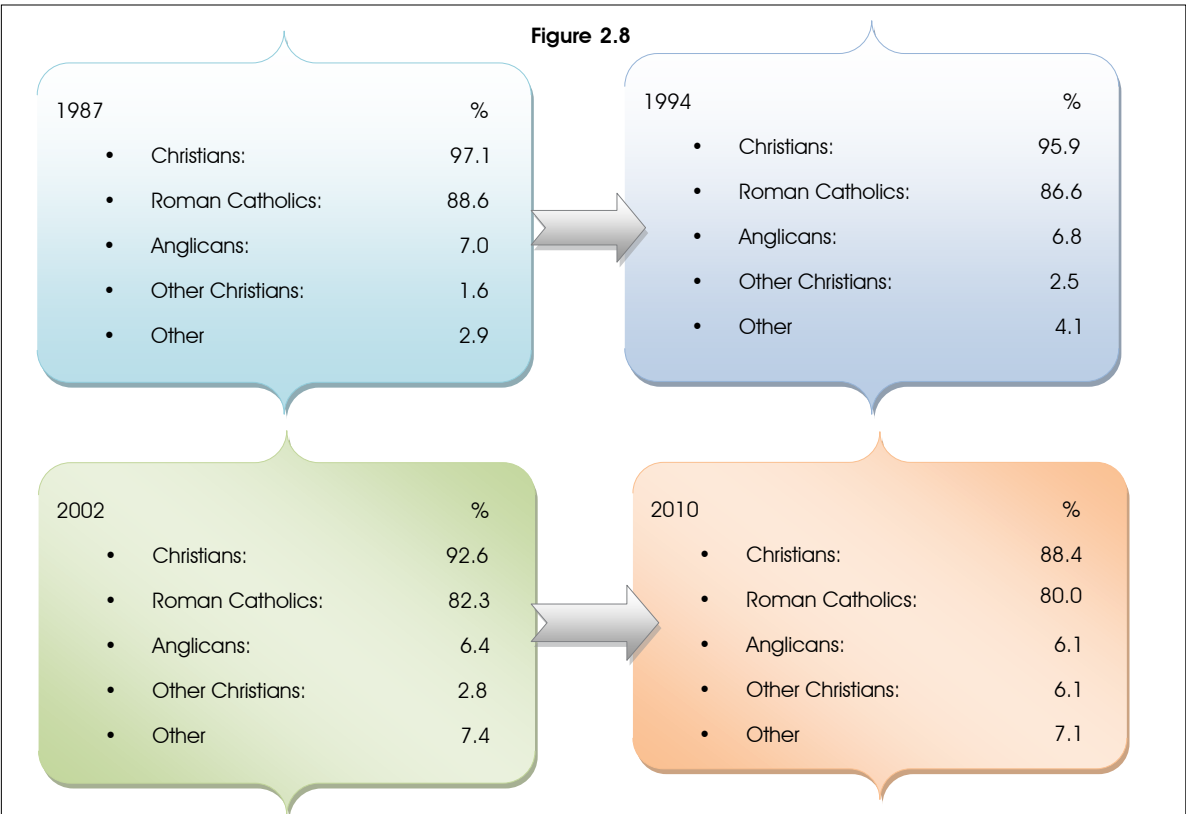 Figure 2.8
1987 %
• Christians: 97.1
• Roman Catholics: 88.6
• Anglicans: 7.0
• Other Christians: 1.6
• Other 2.9
1994 %
• Christians: 95.9
• Roman Catholics: 86.6
• Anglicans: 6.8
• Other Christians: 2.5
• Other 4.1
2002 %
• Christians: 92.6
• Roman Catholics: 82.3
• Anglicans: 6.4
• Other Christians: 2.8
• Other 7.4
2010 %
• Christians: 88.4
• Roman Catholics: 80.0
• Anglicans: 6.1
• Other Christians: 6.1
• Other 7.1